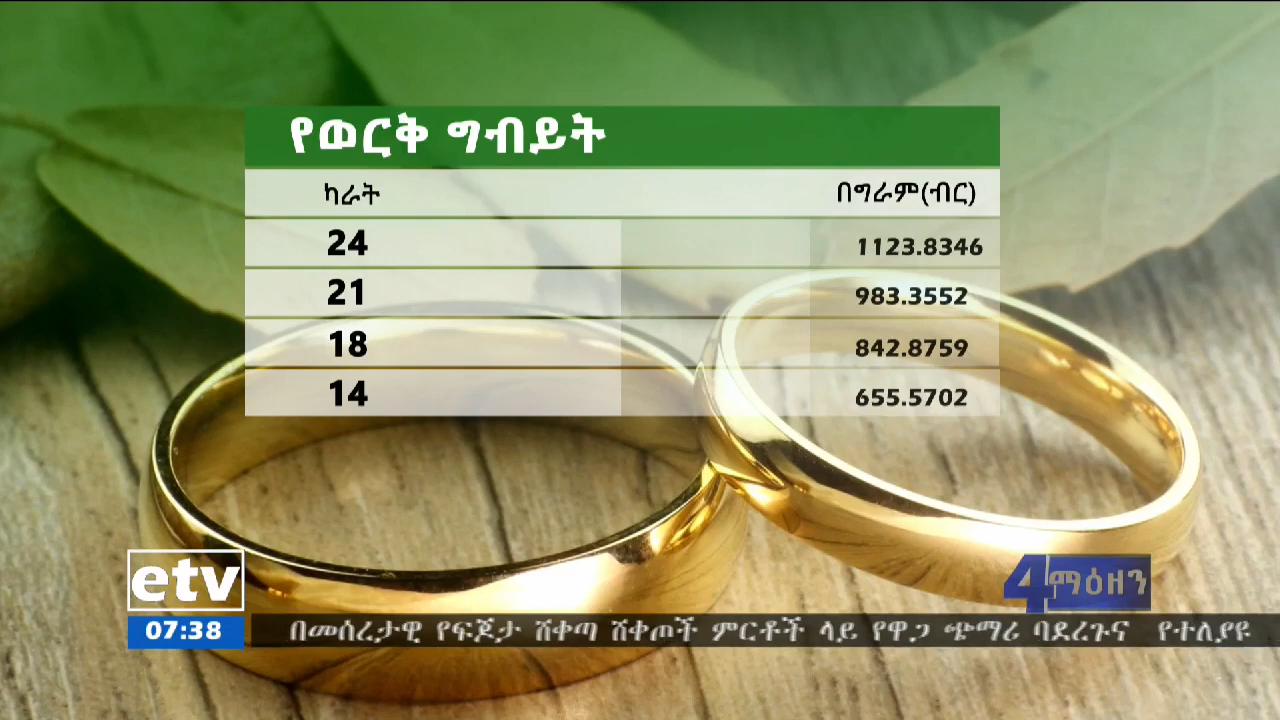 የወርቅ ግብይት
ካራት በግራም(ብር)
24 1123.8346
21 983.3552
18 842.8759
14 655.5702
etv
4ማዕዘን
07:38 በመሰረታዊ የፍጆታ ሸቀጣ ሸቀጦች ምርቶች ላይ የዋጋ ጭማሪ ባደረጉና የተለያዩ